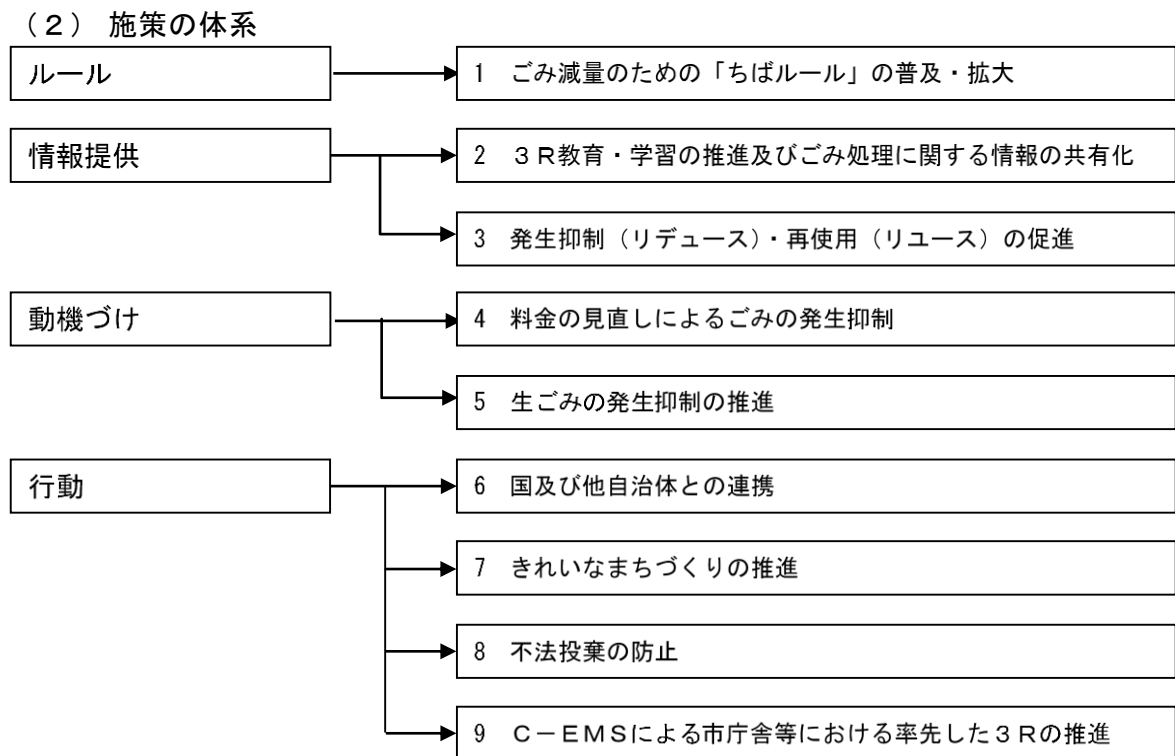 （２） 施策の体系
ルール
1 ごみ減量のための「ちばルール」の普及・拡大
情報提供
2 ３Ｒ教育・学習の推進及びごみ処理に関する情報の共有化
3 発生抑制（リデュース）・再使用（リユース）の促進
動機づけ
4 料金の見直しによるごみの発生抑制
5 生ごみの発生抑制の推進
行動
6 国及び他自治体との連携
7 きれいなまちづくりの推進
8 不法投棄の防止
9 Ｃ－ＥＭＳによる市庁舎等における率先した３Ｒの推進